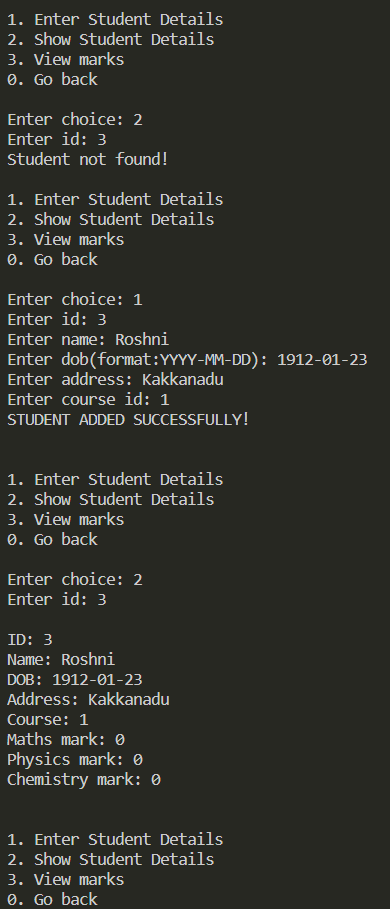 1. Enter Student Details
2. Show Student Details
3. View marks
0. Go back
Enter choice: 2
Enter id: 3
Student not found!
1. Enter Student Details
2. Show Student Details
3. View marks
0. Go back
Enter choice: 1
Enter id: 3
Enter name: Roshni
Enter dob(format:YYYY-MM-DD): 1912-01-23
Enter address: Kakkanadu
Enter course id: 1
STUDENT ADDED SUCCESSFULLY!
1. Enter Student Details
2. Show Student Details
3. View marks
0. Go back
Enter choice: 2
Enter id: 3
ID: 3
Name: Roshni
DOB: 1912-01-23
Address: Kakkanadu
Course: 1
Maths mark: 0
Physics mark: 0
Chemistry mark: 0
1. Enter Student Details
2. Show Student Details
3. View marks
0. Go back